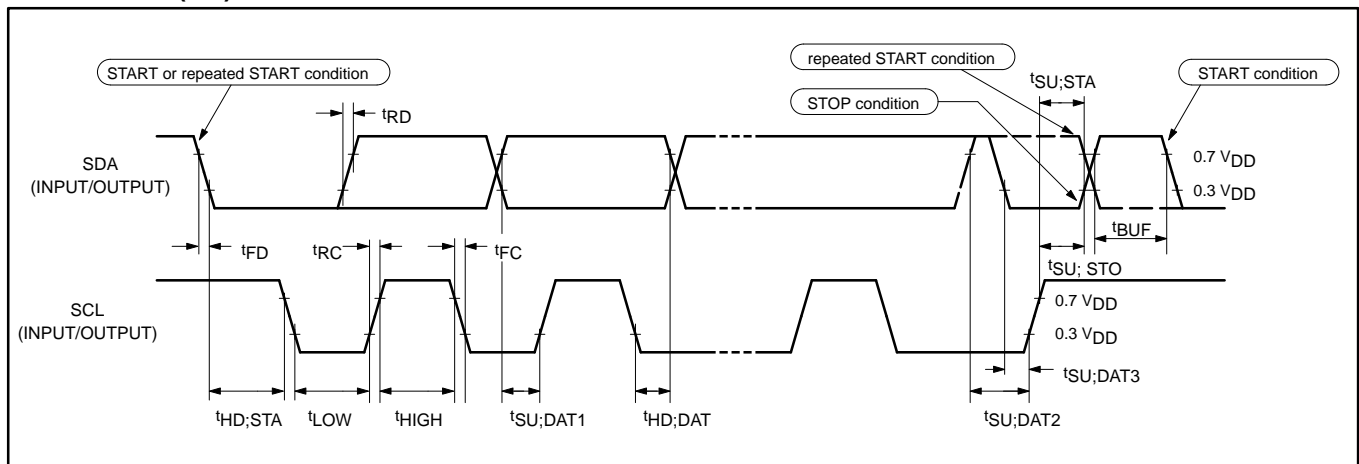 repeated START condition
START or repeated START condition
tSU;STA
START condition
STOP condition
tRD
SDA
(INPUT/OUTPUT)
0.7 VDD
0.3 VDD
tFD
tRC
tFC
tBUF
tSU; STO
SCL
(INPUT/OUTPUT)
0.7 VDD
0.3 VDD
tSU;DAT3
tHD;STA
tLOW
tHIGH
tSU;DAT1
tHD;DAT
tSU;DAT2